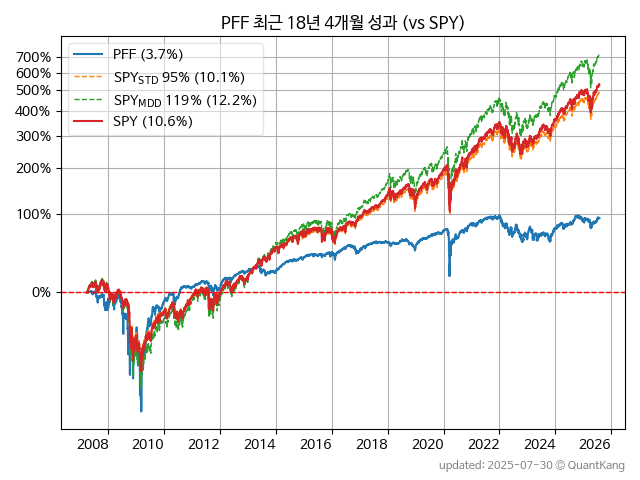 PFF 최근 18년 4개월 성과 (vs SPY)
PFF (3.7%)
SPY_STD 95% (10.1%)
SPY_MDD 119% (12.2%)
SPY (10.6%)
700%
600%
500%
400%
300%
200%
100%
0%
2008 2010 2012 2014 2016 2018 2020 2022 2024 2026
updated: 2025-07-30 © QuantKang